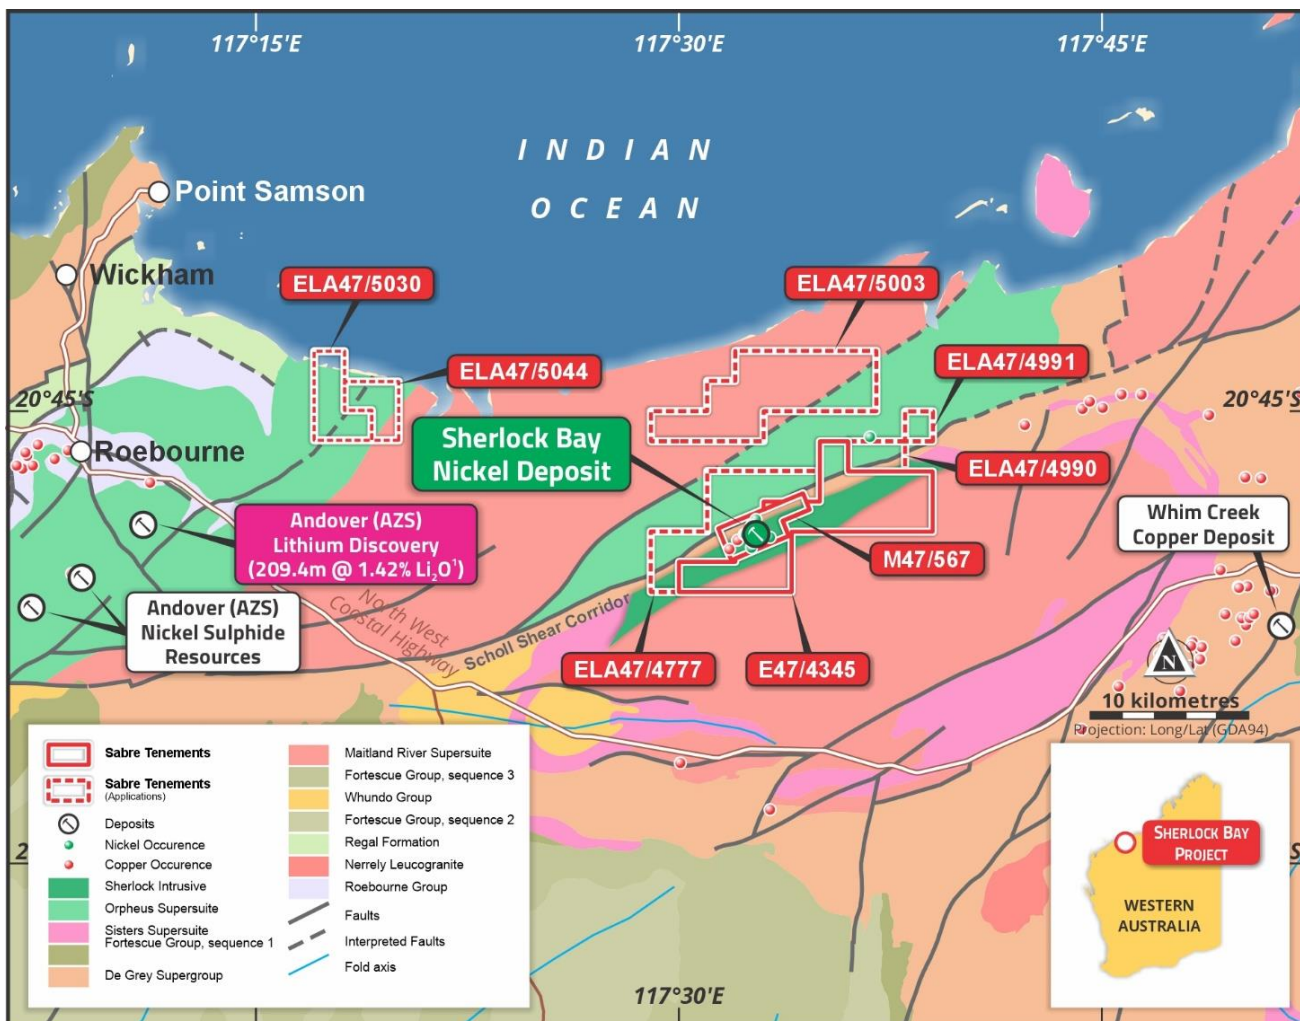 117°15'E
117°30'E
117°45'E
INDIAN
OCEAN
Point Samson
Wickham
ELA47/5030
ELA47/5003
ELA47/5044
ELA47/4991
20°45'S
20°45'S
Roebourne
Sherlock Bay
Nickel Deposit
ELA47/4990
Andover (AZS)
Lithium Discovery
(209.4m @ 1.42% Li₂O¹)
Whim Creek
Copper Deposit
M47/567
Andover (AZS)
Nickel Sulphide
Resources
North West
Coastal Highway
Scholl Shear Corridor
ELA47/4777
E47/4345
N
10 kilometres
Projection: Long/Lat (GDA94)
Sabre Tenements
Sabre Tenements
(Applications)
Deposits
Nickel Occurence
Copper Occurence
Sherlock Intrusive
Orpheus Supersuite
Sisters Supersuite
Fortescue Group, sequence 1
De Grey Supergroup
Maitland River Supersuite
Fortescue Group, sequence 3
Whundo Group
Fortescue Group, sequence 2
Regal Formation
Nerrely Leucogranite
Roebourne Group
Faults
Interpreted Faults
Fold axis
SHERLOCK BAY
PROJECT
WESTERN
AUSTRALIA
117°30'E